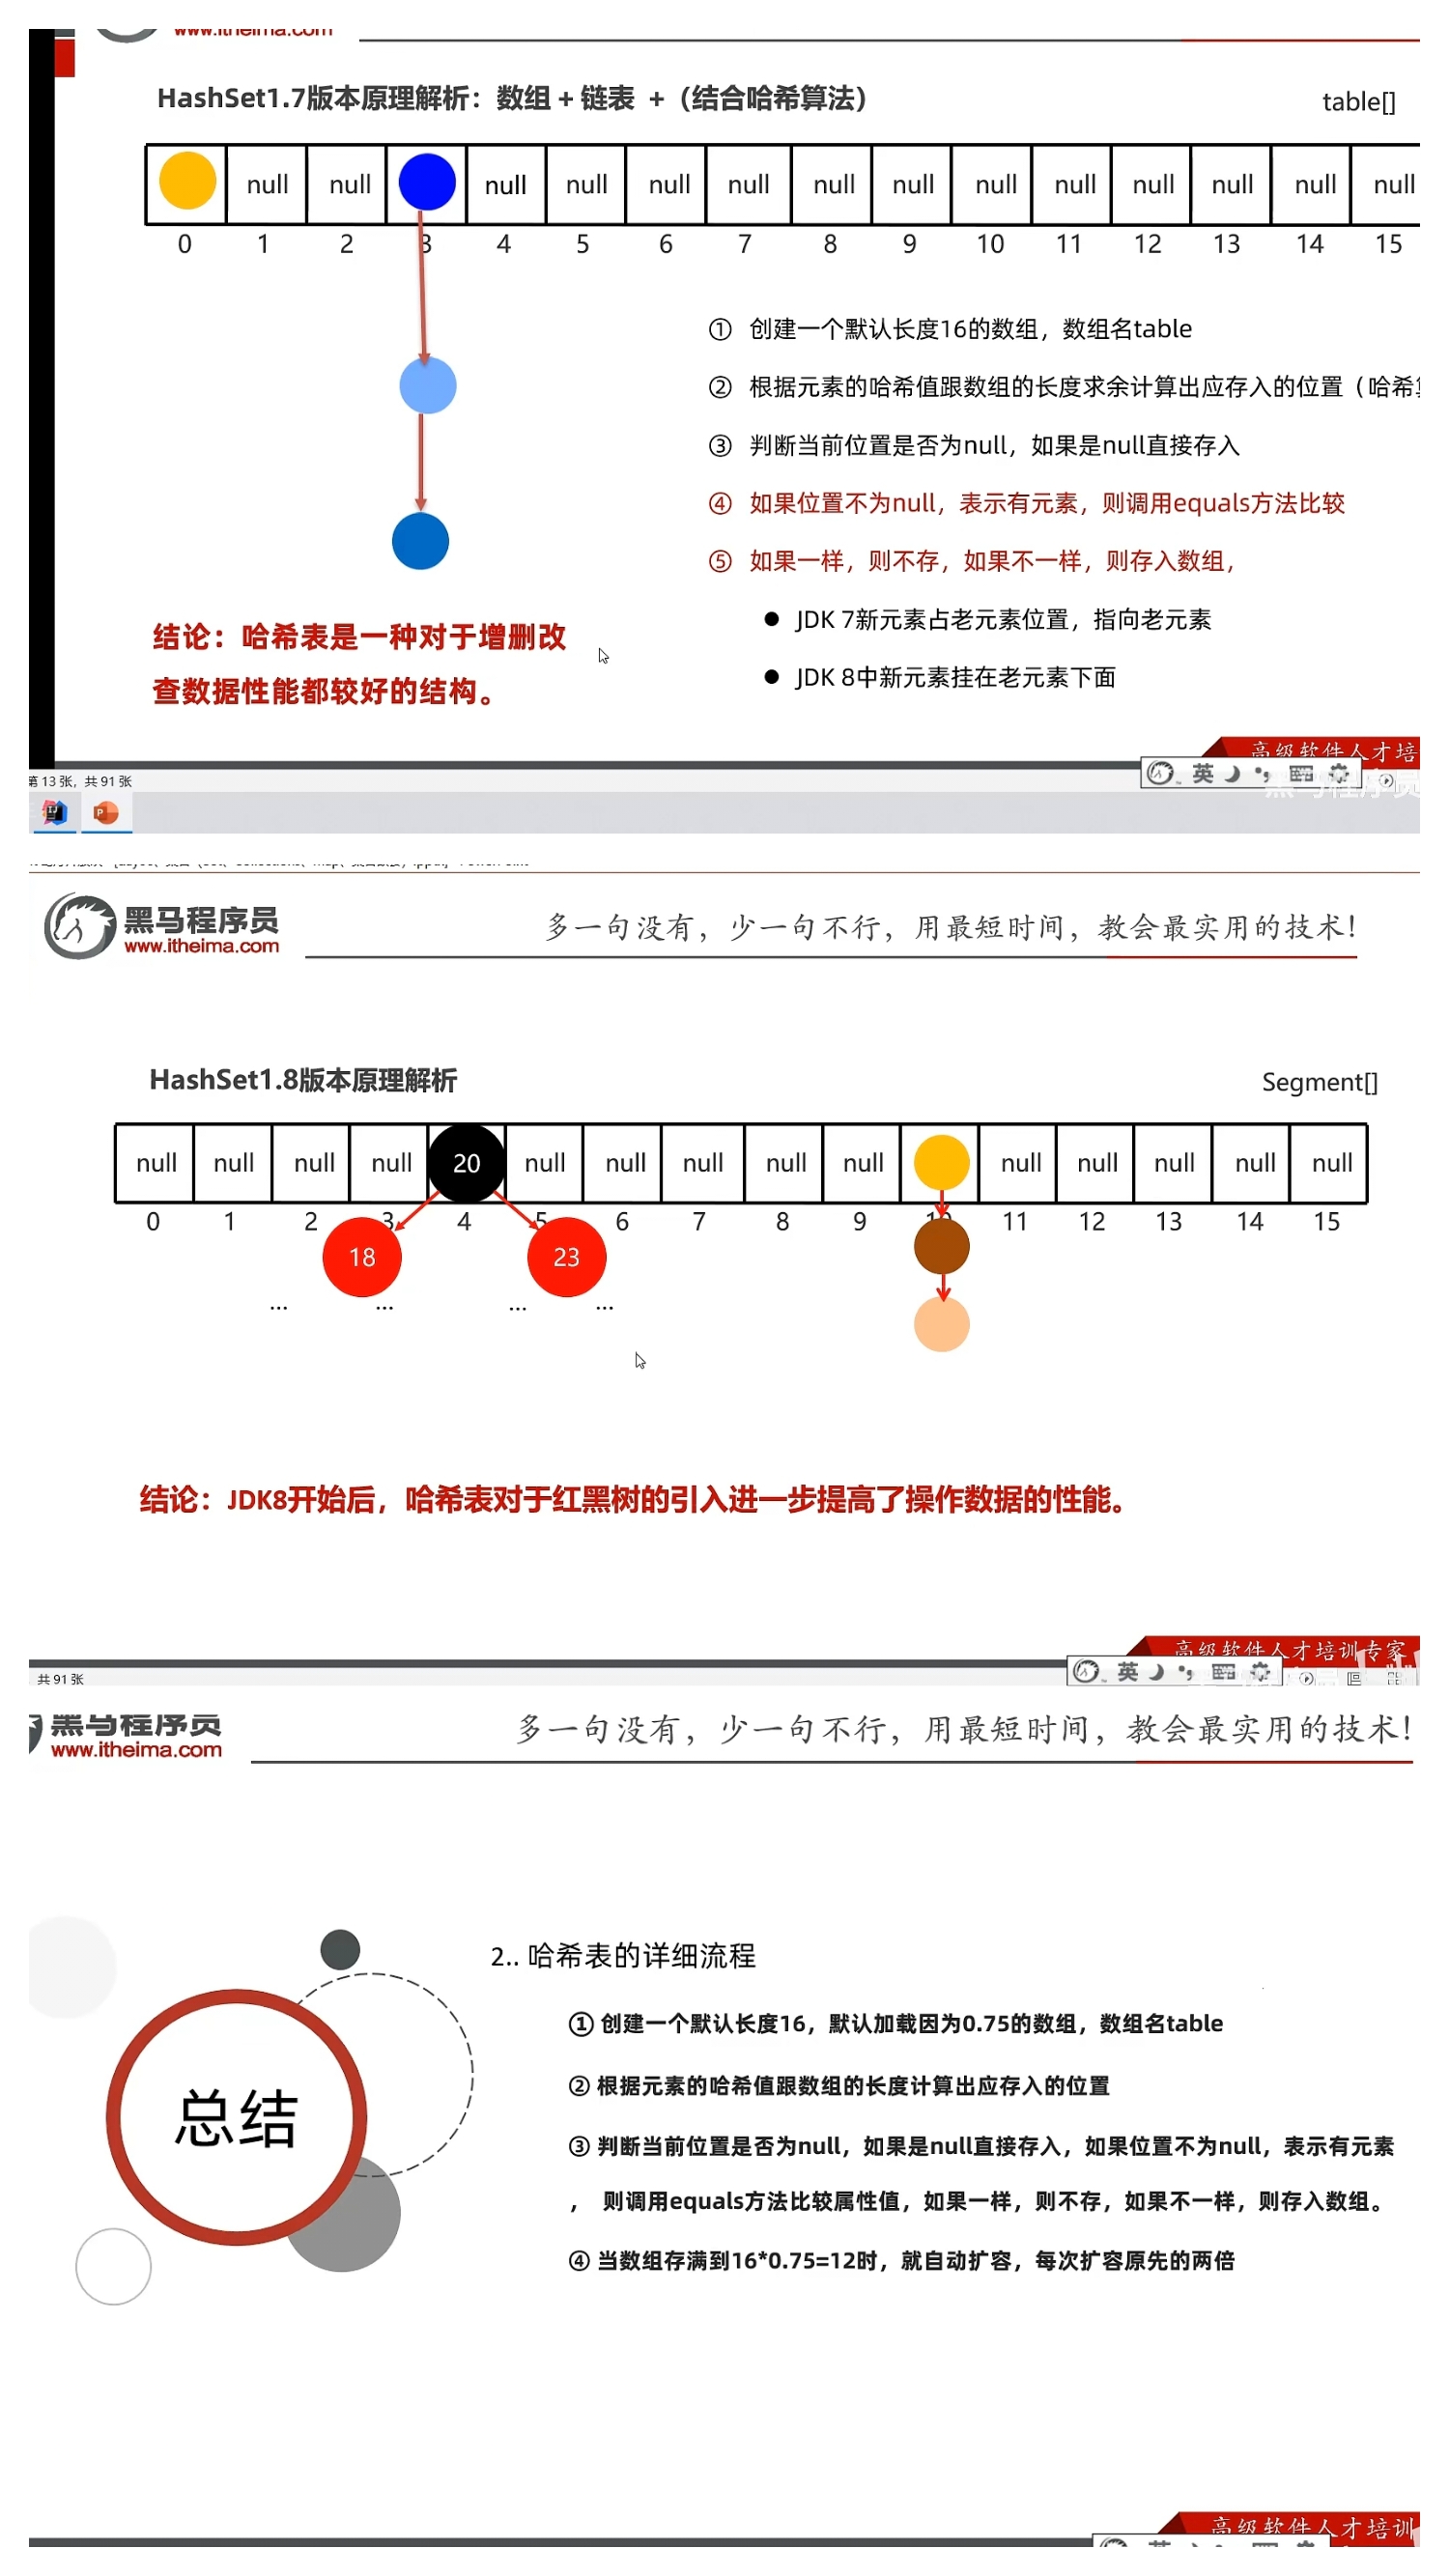 www.itheima.com
HashSet1.7版本原理解析：数组 + 链表 +（结合哈希算法）
table[]
null null null null null null null null null null null null null null
0 1 2 3 4 5 6 7 8 9 10 11 12 13 14 15
① 创建一个默认长度16的数组，数组名table
② 根据元素的哈希值跟数组的长度求余计算出应存入的位置（哈希
③ 判断当前位置是否为null，如果是null直接存入
④ 如果位置不为null，表示有元素，则调用equals方法比较
⑤ 如果一样，则不存，如果不一样，则存入数组，
● JDK 7新元素占老元素位置，指向老元素
● JDK 8中新元素挂在老元素下面
结论：哈希表是一种对于增删改
查数据性能都较好的结构。
高级软件人才培
英
黑马程序员
第 13 张，共 91 张
黑马程序员
www.itheima.com
多一句没有，少一句不行，用最短时间，教会最实用的技术！
HashSet1.8版本原理解析
Segment[]
null null null null 20 null null null null null null null null null null
0 1 2 3 4 5 6 7 8 9 10 11 12 13 14 15
18 23
... ... ... ...
结论：JDK8开始后，哈希表对于红黑树的引入进一步提高了操作数据的性能。
高级软件人才培训专家
英
共 91 张
黑马程序员
www.itheima.com
多一句没有，少一句不行，用最短时间，教会最实用的技术！
总结
2.. 哈希表的详细流程
① 创建一个默认长度16，默认加载因为0.75的数组，数组名table
② 根据元素的哈希值跟数组的长度计算出应存入的位置
③ 判断当前位置是否为null，如果是null直接存入，如果位置不为null，表示有元素
， 则调用equals方法比较属性值，如果一样，则不存，如果不一样，则存入数组。
④ 当数组存满到16*0.75=12时，就自动扩容，每次扩容原先的两倍
高级软件人才培训